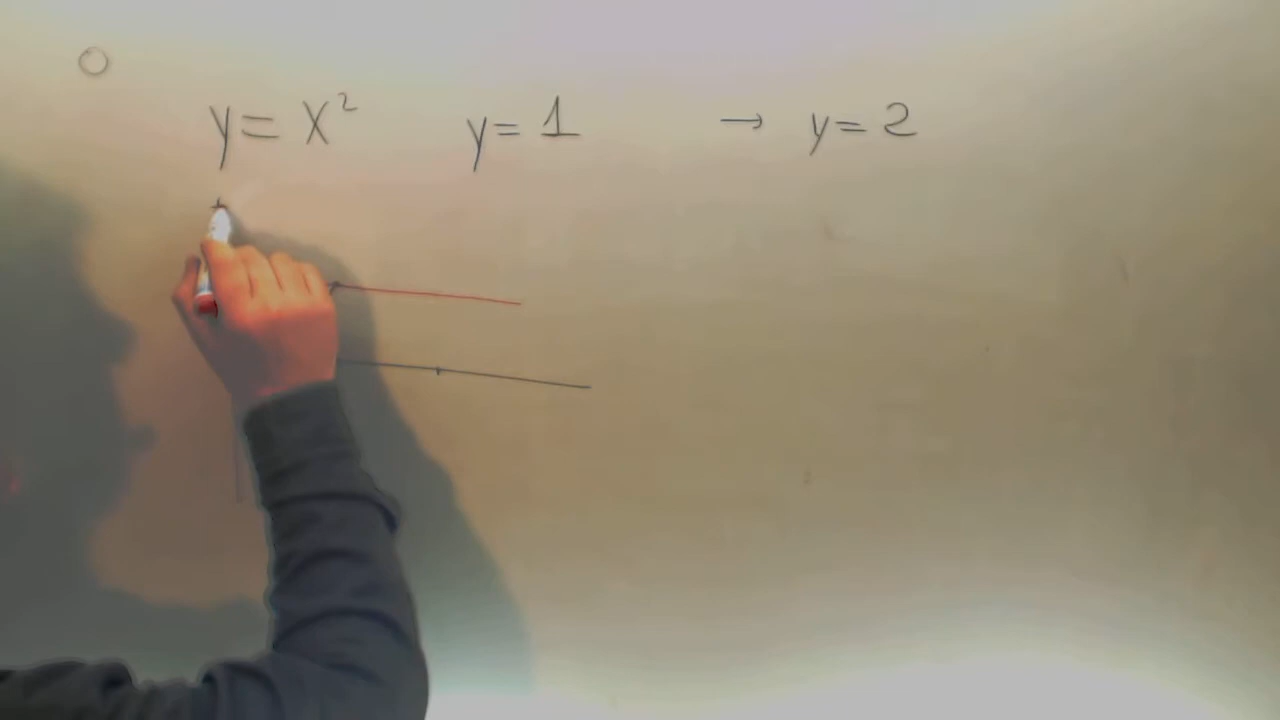 y = x² y = 1 → y = 2